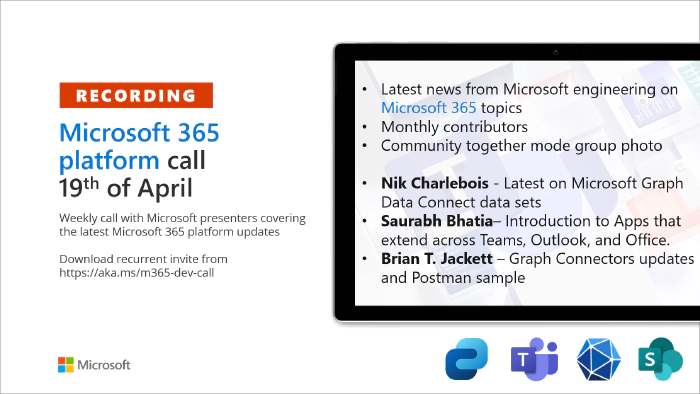 RECORDING
Microsoft 365
platform call
19th of April
Weekly call with Microsoft presenters covering
the latest Microsoft 365 platform updates
Download recurrent invite from
https://aka.ms/m365-dev-call
Microsoft
• Latest news from Microsoft engineering on
Microsoft 365 topics
• Monthly contributors
• Community together mode group photo
• Nik Charlebois - Latest on Microsoft Graph
Data Connect data sets
• Saurabh Bhatia– Introduction to Apps that
extend across Teams, Outlook, and Office.
• Brian T. Jackett – Graph Connectors updates
and Postman sample
T
S